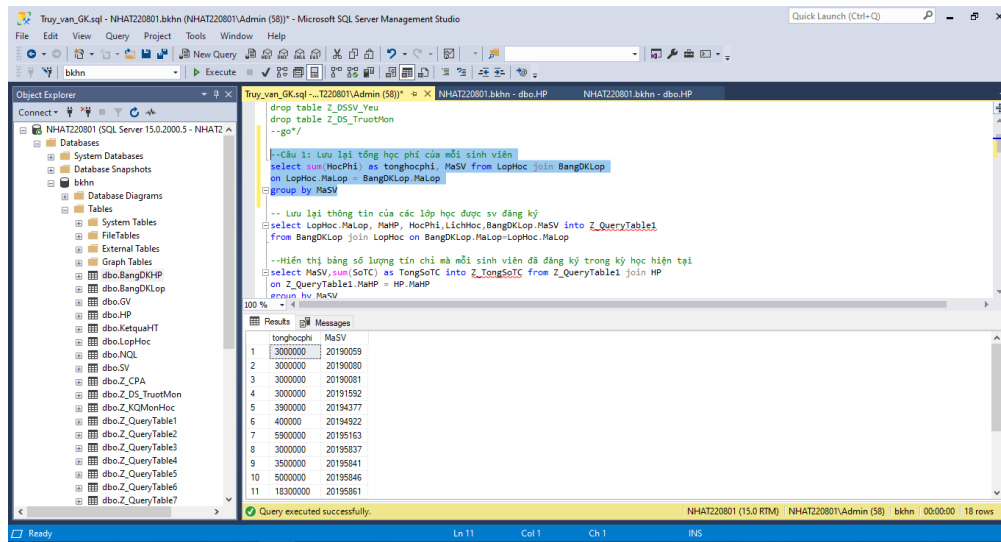 Truy_van_GK.sql - NHAT220801.bkhn (NHAT220801\Admin (58))* - Microsoft SQL Server Management Studio
Quick Launch (Ctrl+Q)
File Edit View Query Project Tools Window Help
New Query
bkhn
Execute
Object Explorer
Truy_van_GK.sql -...T220801\Admin (58))*
NHAT220801.bkhn - dbo.HP
NHAT220801.bkhn - dbo.HP
Connect
NHAT220801 (SQL Server 15.0.2000.5 - NHAT2
Databases
System Databases
Database Snapshots
bkhn
Database Diagrams
Tables
System Tables
FileTables
External Tables
Graph Tables
dbo.BangDKHP
dbo.BangDKLop
dbo.GV
dbo.HP
dbo.KetquaHT
dbo.LopHoc
dbo.NQL
dbo.SV
dbo.Z_CPA
dbo.Z_DS_TruotMon
dbo.Z_KQMonHoc
dbo.Z_QueryTable1
dbo.Z_QueryTable2
dbo.Z_QueryTable3
dbo.Z_QueryTable4
dbo.Z_QueryTable5
dbo.Z_QueryTable6
dbo.Z_QueryTable7
drop table Z_DSSV_Yeu
drop table Z_DS_TruotMon
--go*/
--Câu 1: Lưu lại tổng học phí của mỗi sinh viên
select sum(HocPhi) as tonghocphi, MaSV from LopHoc join BangDKLop
on LopHoc.MaLop = BangDKLop.MaLop
group by MaSV
-- Lưu lại thông tin của các lớp học được sv đăng ký
select LopHoc.MaLop, MaHP, HocPhi,LichHoc,BangDKLop.MaSV into Z_QueryTable1
from BangDKLop join LopHoc on BangDKLop.MaLop=LopHoc.MaLop
--Hiển thị bảng số lượng tín chỉ mà mỗi sinh viên đã đăng ký trong kỳ học hiện tại
select MaSV,sum(SoTC) as TongSoTC into Z_TongSoTC from Z_QueryTable1 join HP
on Z_QueryTable1.MaHP = HP.MaHP
group by MaSV
100 %
Results Messages
tonghocphi MaSV
1 3000000 20190059
2 3000000 20190080
3 3000000 20190081
4 3000000 20191592
5 3900000 20194377
6 400000 20194922
7 5900000 20195163
8 3000000 20195837
9 3500000 20195841
10 5000000 20195846
11 18300000 20195861
Query executed successfully.
NHAT220801 (15.0 RTM) NHAT220801\Admin (58) bkhn 00:00:00 18 rows
Ready Ln 11 Col 1 Ch 1 INS